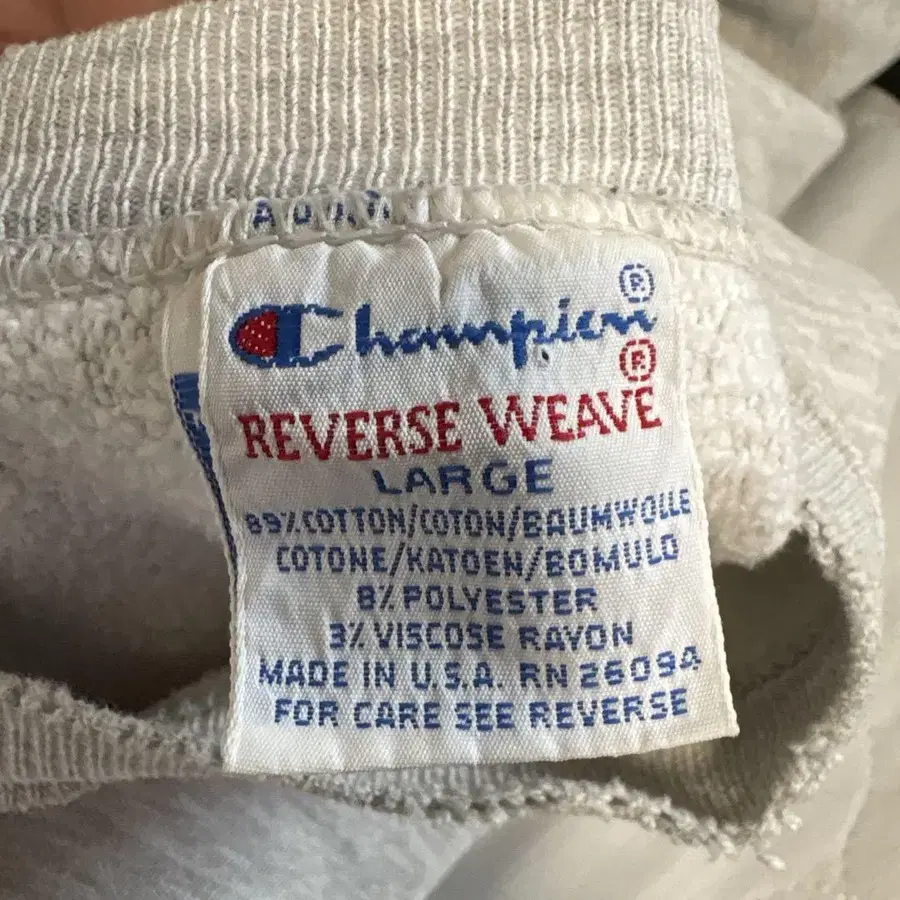 Champion®
REVERSE WEAVE®
LARGE
89% COTTON/COTON/BAUMWOLLE
COTONE/KATOEN/BOMULD
8% POLYESTER
3% VISCOSE RAYON
MADE IN U.S.A. RN 26094
FOR CARE SEE REVERSE